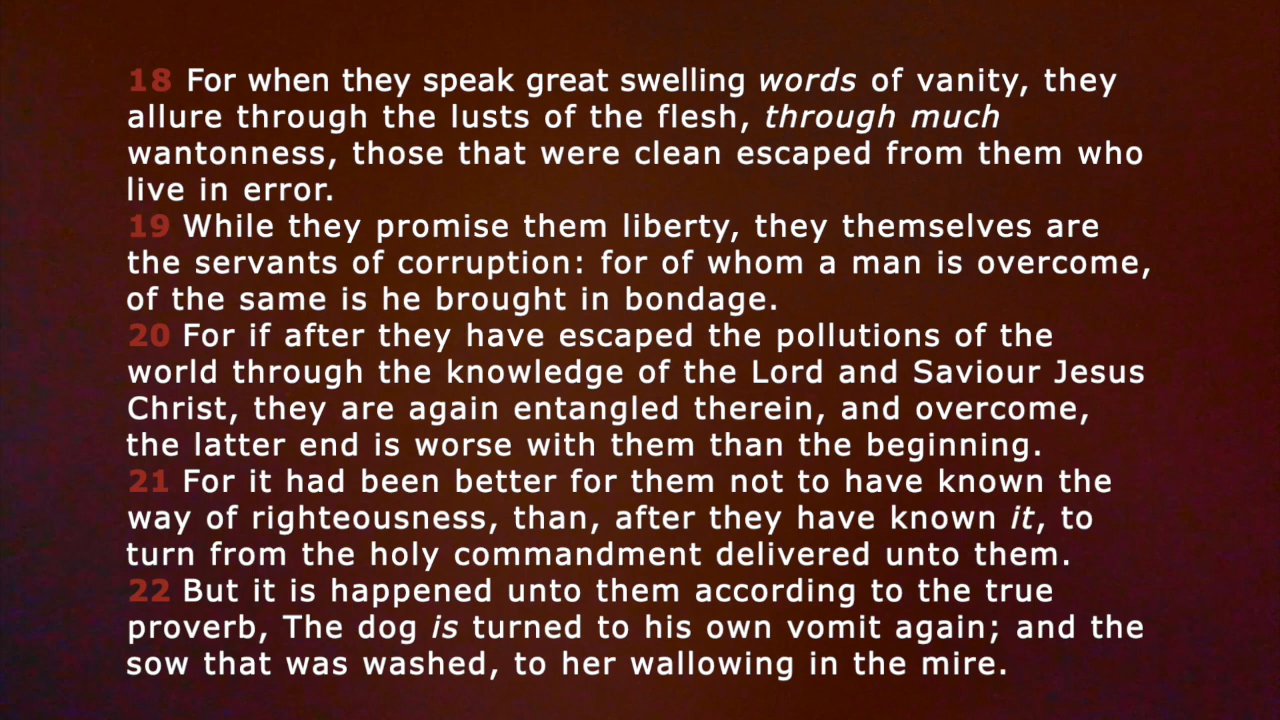 18 For when they speak great swelling words of vanity, they
allure through the lusts of the flesh, through much
wantonness, those that were clean escaped from them who
live in error.
19 While they promise them liberty, they themselves are
the servants of corruption: for of whom a man is overcome,
of the same is he brought in bondage.
20 For if after they have escaped the pollutions of the
world through the knowledge of the Lord and Saviour Jesus
Christ, they are again entangled therein, and overcome,
the latter end is worse with them than the beginning.
21 For it had been better for them not to have known the
way of righteousness, than, after they have known it, to
turn from the holy commandment delivered unto them.
22 But it is happened unto them according to the true
proverb, The dog is turned to his own vomit again; and the
sow that was washed, to her wallowing in the mire.